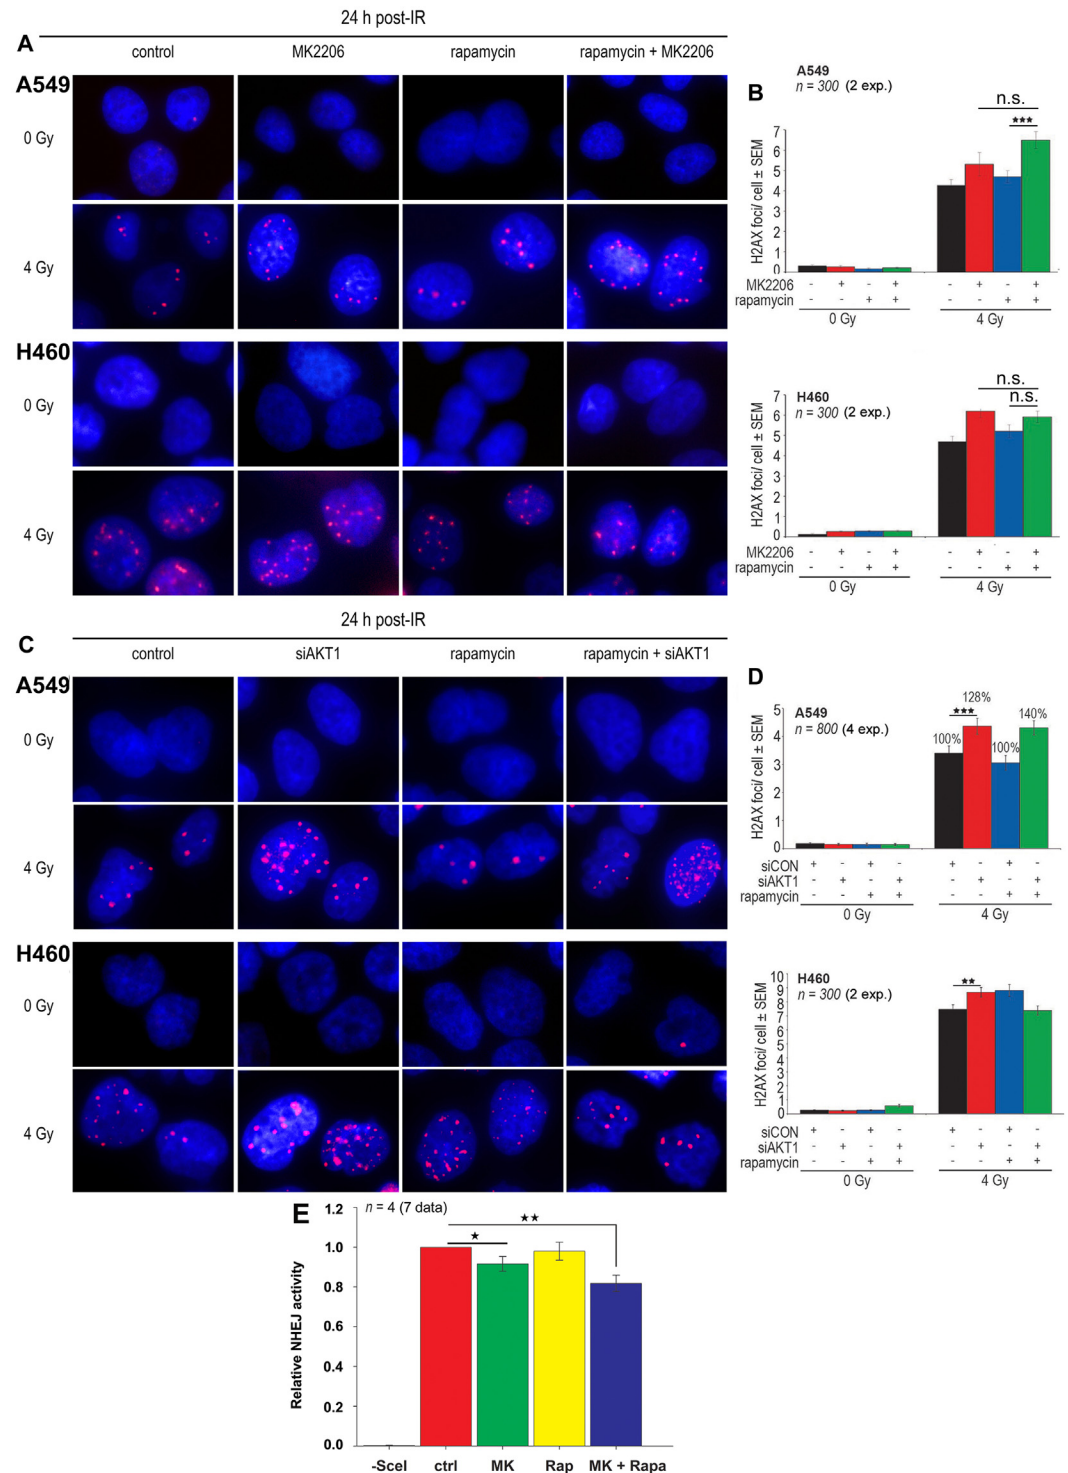 24 h post-IR
A
control MK2206 rapamycin rapamycin + MK2206
A549
0 Gy
4 Gy
H460
0 Gy
4 Gy
B
A549
n = 300 (2 exp.)
n.s.
★★★
H2AX foci/ cell ± SEM
7
6
5
4
3
2
1
0
MK2206 - + - + - + - +
rapamycin - - + + - - + +
0 Gy 4 Gy
H460
n = 300 (2 exp.)
n.s.
n.s.
H2AX foci/ cell ± SEM
7
6
5
4
3
2
1
0
MK2206 - + - + - + - +
rapamycin - - + + - - + +
0 Gy 4 Gy
24 h post-IR
C
control siAKT1 rapamycin rapamycin + siAKT1
A549
0 Gy
4 Gy
H460
0 Gy
4 Gy
D
A549
n = 800 (4 exp.)
128%
★★★
140%
100%
100%
H2AX foci/ cell ± SEM
5
4
3
2
1
0
siCON + - + - + - + -
siAKT1 - + - + - + - +
rapamycin - - + + - - + +
0 Gy 4 Gy
H460
n = 300 (2 exp.)
★★
H2AX foci/ cell ± SEM
10
9
8
7
6
5
4
3
2
1
0
siCON + - + - + - + -
siAKT1 - + - + - + - +
rapamycin - - + + - - + +
0 Gy 4 Gy
E
n = 4 (7 data)
★★
★
Relative NHEJ activity
1.2
1.0
0.8
0.6
0.4
0.2
0.0
-SceI ctrl MK Rap MK + Rapa